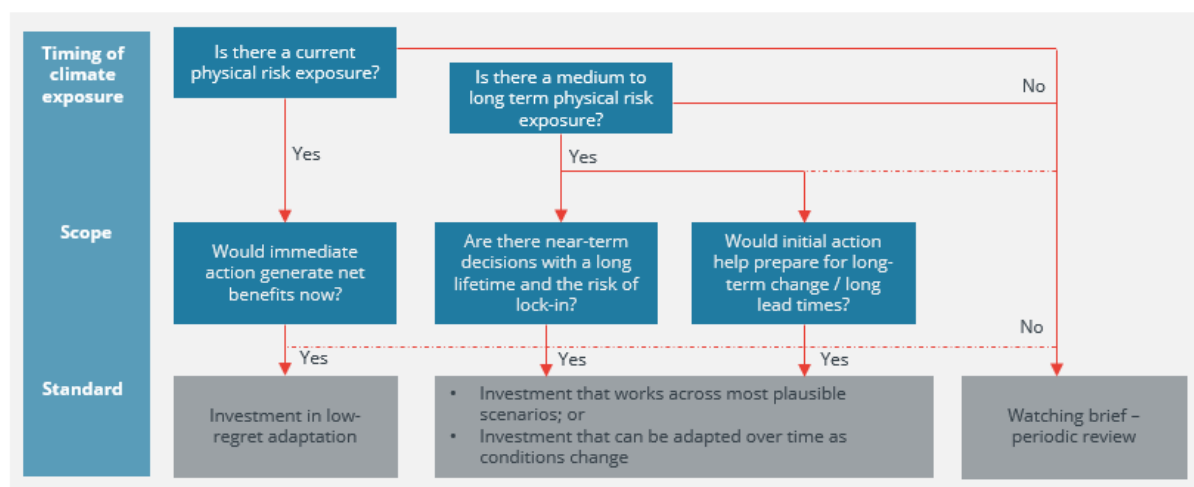 Timing of
climate
exposure
Is there a current
physical risk exposure?
Is there a medium to
long term physical risk
exposure?
No
Yes
Yes
Scope
Would immediate
action generate net
benefits now?
Are there near-term
decisions with a long
lifetime and the risk of
lock-in?
Would initial action
help prepare for long-
term change / long
lead times?
No
Yes
Yes
Yes
Standard
Investment in low-
regret adaptation
• Investment that works across most plausible
scenarios; or
• Investment that can be adapted over time as
conditions change
Watching brief –
periodic review